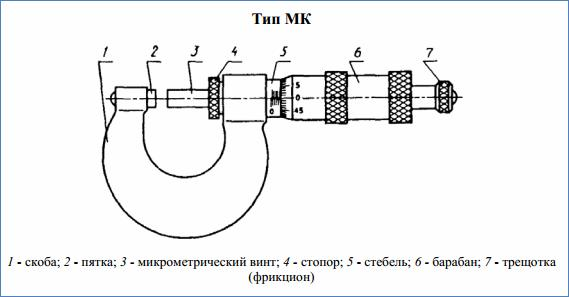 Тип МК
1 2 3 4 5 6 7
5
0
0 45
1 - скоба; 2 - пятка; 3 - микрометрический винт; 4 - стопор; 5 - стебель; 6 - барабан; 7 - трещотка
(фрикцион)